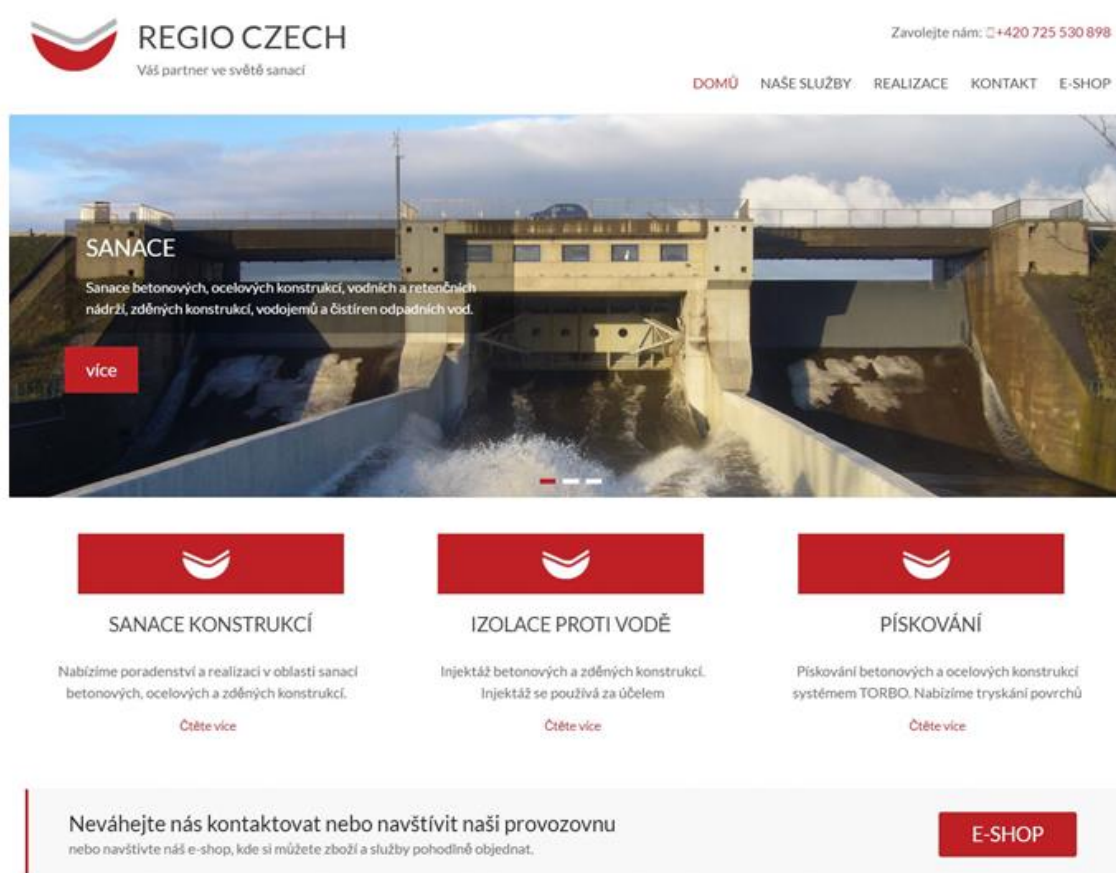 REGIO CZECH
Váš partner ve světě sanací
Zavolejte nám: +420 725 530 898
DOMŮ NAŠE SLUŽBY REALIZACE KONTAKT E-SHOP
SANACE
Sanace betonových, ocelových konstrukcí, vodních a retenčních
nádrží, zděných konstrukcí, vodojemů a čistíren odpadních vod.
více
SANACE KONSTRUKCÍ
Nabízíme poradenství a realizaci v oblasti sanací
betonových, ocelových a zděných konstrukcí.
Čtěte více
IZOLACE PROTI VODĚ
Injektáž betonových a zděných konstrukcí.
Injektáž se používá za účelem
Čtěte více
PÍSKOVÁNÍ
Pískování betonových a ocelových konstrukcí
systémem TORBO. Nabízíme tryskání povrchů
Čtěte více
Neváhejte nás kontaktovat nebo navštívit naši provozovnu
nebo navštivte náš e-shop, kde si můžete zboží a služby pohodlně objednat.
E-SHOP